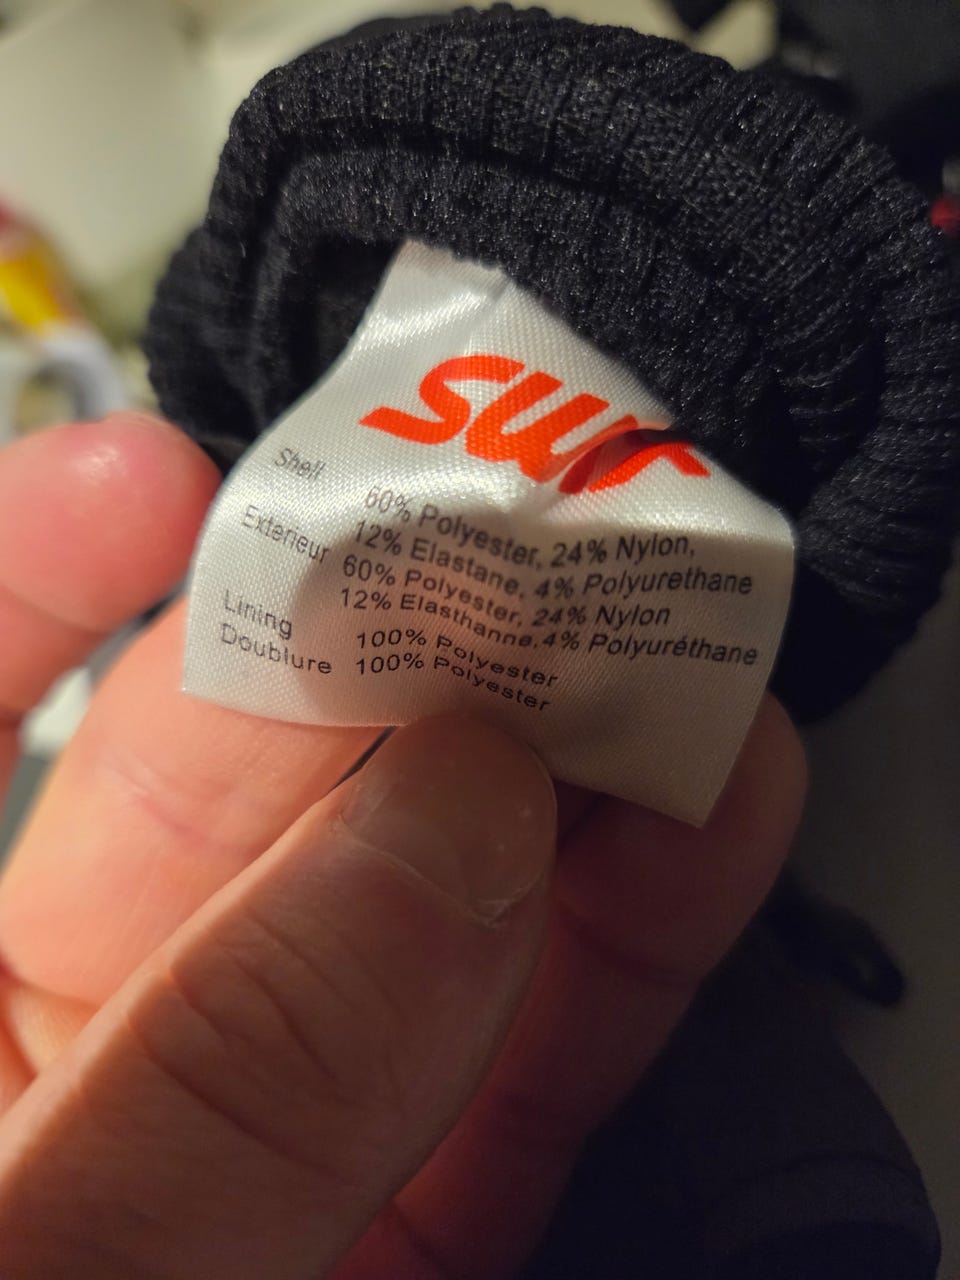 SWIX
Shell 60% Polyester, 24% Nylon,
12% Elastane, 4% Polyurethane
Exterieur 60% Polyester, 24% Nylon
12% Elasthanne.4% Polyuréthane
Lining 100% Polyester
Doublure 100% Polyester